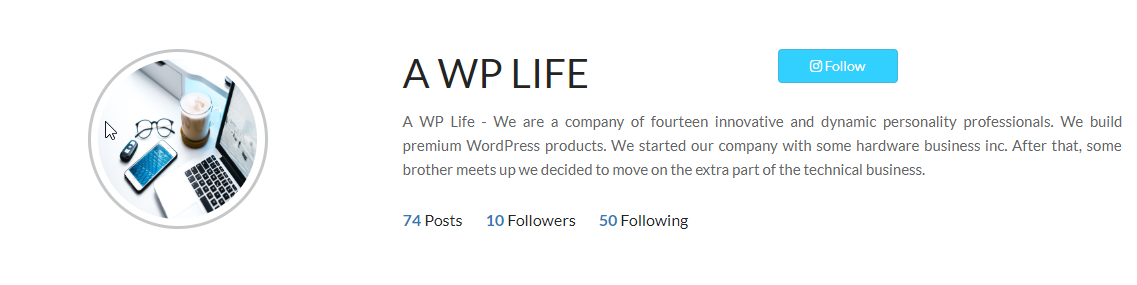 A WP LIFE
Follow
A WP Life - We are a company of fourteen innovative and dynamic personality professionals. We build
premium WordPress products. We started our company with some hardware business inc. After that, some
brother meets up we decided to move on the extra part of the technical business.
74 Posts 10 Followers 50 Following